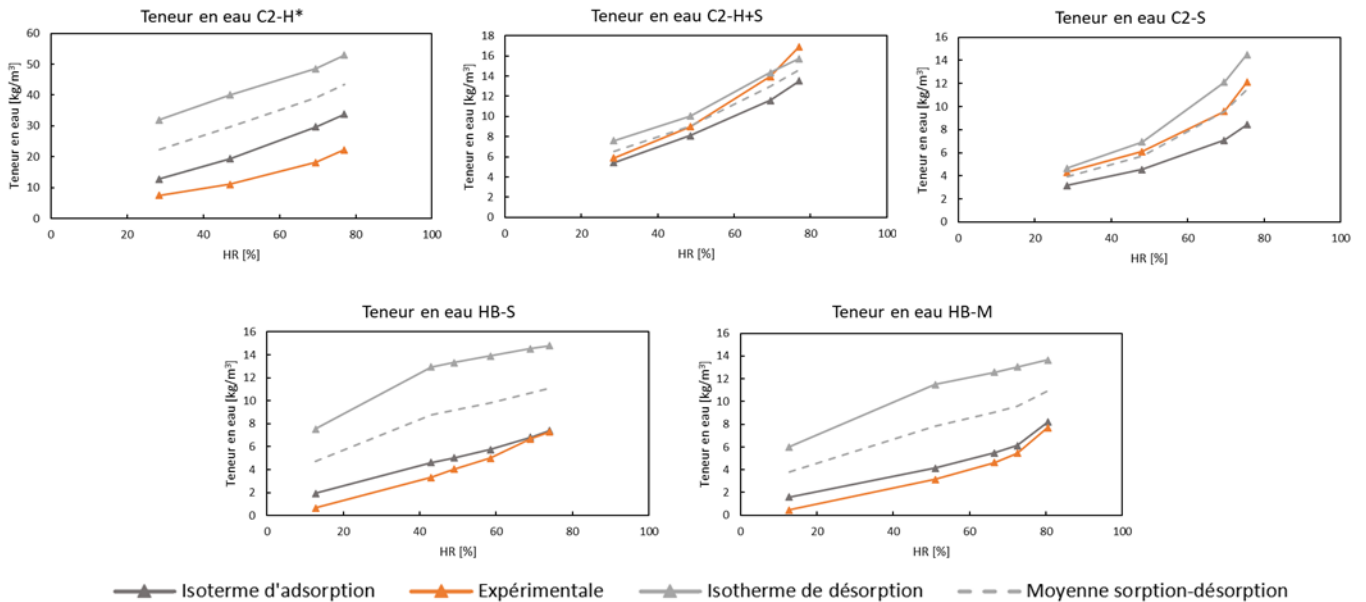 Teneur en eau C2-H*
Teneur en eau [kg/m³]
60
50
40
30
20
10
0
0 20 40 60 80 100
HR [%]
Teneur en eau C2-H+S
Teneur en eau [kg/m³]
18
16
14
12
10
8
6
4
2
0
0 20 40 60 80 100
HR [%]
Teneur en eau C2-S
Teneur en eau [kg/m³]
16
14
12
10
8
6
4
2
0
0 20 40 60 80 100
HR [%]
Teneur en eau HB-S
Teneur en eau [kg/m³]
16
14
12
10
8
6
4
2
0
0 20 40 60 80 100
HR [%]
Teneur en eau HB-M
Teneur en eau [kg/m³]
16
14
12
10
8
6
4
2
0
0 20 40 60 80 100
HR [%]
Isoterme d'adsorption Expérimentale Isotherme de désorption Moyenne sorption-désorption